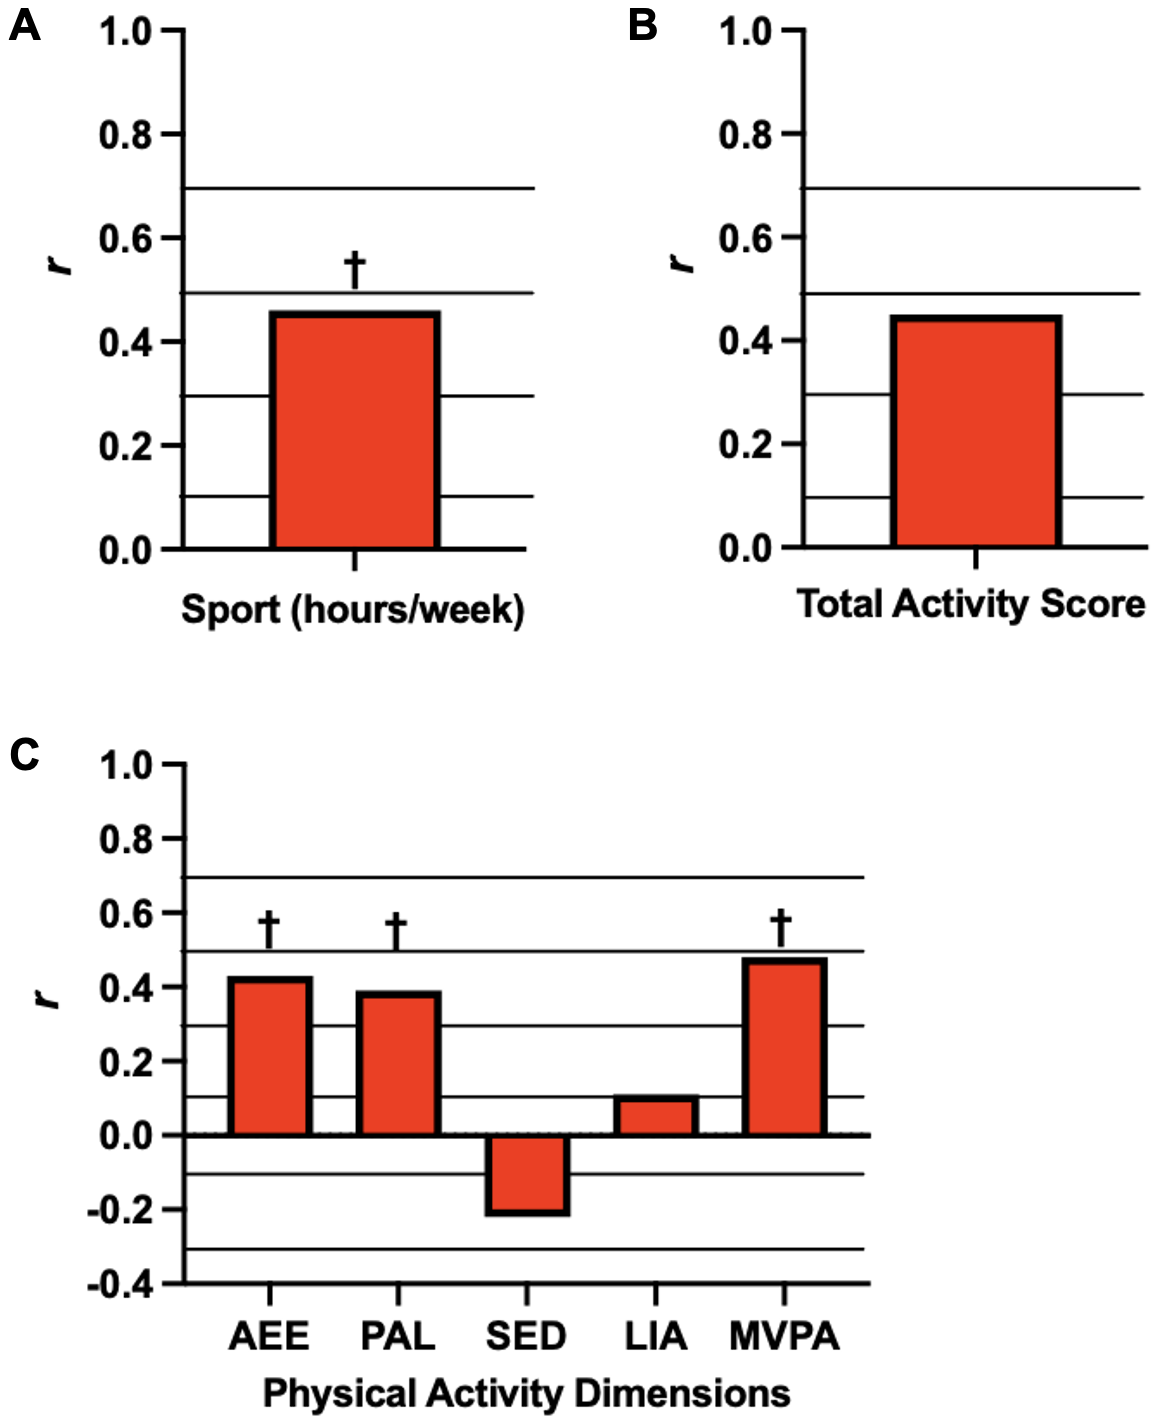 A
1.0
0.8
0.6
0.4
0.2
0.0
r
†
Sport (hours/week)
B
1.0
0.8
0.6
0.4
0.2
0.0
r
Total Activity Score
C
1.0
0.8
0.6
0.4
0.2
0.0
-0.2
-0.4
r
† † †
AEE PAL SED LIA MVPA
Physical Activity Dimensions